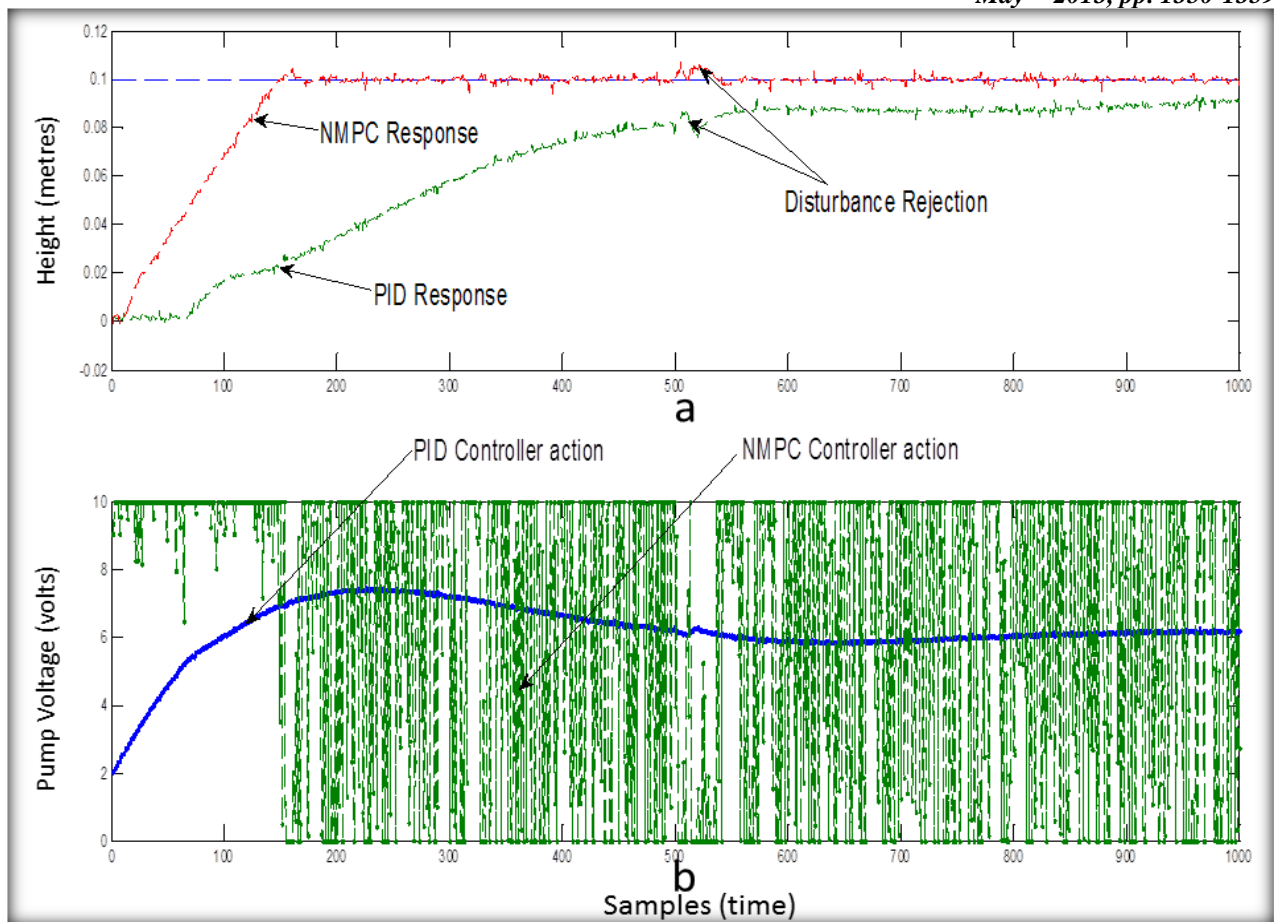 May – 2013, pp. 1330-1339
0.12
0.1
0.08
0.06
0.04
0.02
0
-0.02
Height (metres)
NMPC Response
PID Response
Disturbance Rejection
0 100 200 300 400 500 600 700 800 900 1000
a
PID Controller action
NMPC Controller action
10
8
6
4
2
0
Pump Voltage (volts)
0 100 200 300 400 500 600 700 800 900 1000
b
Samples (time)